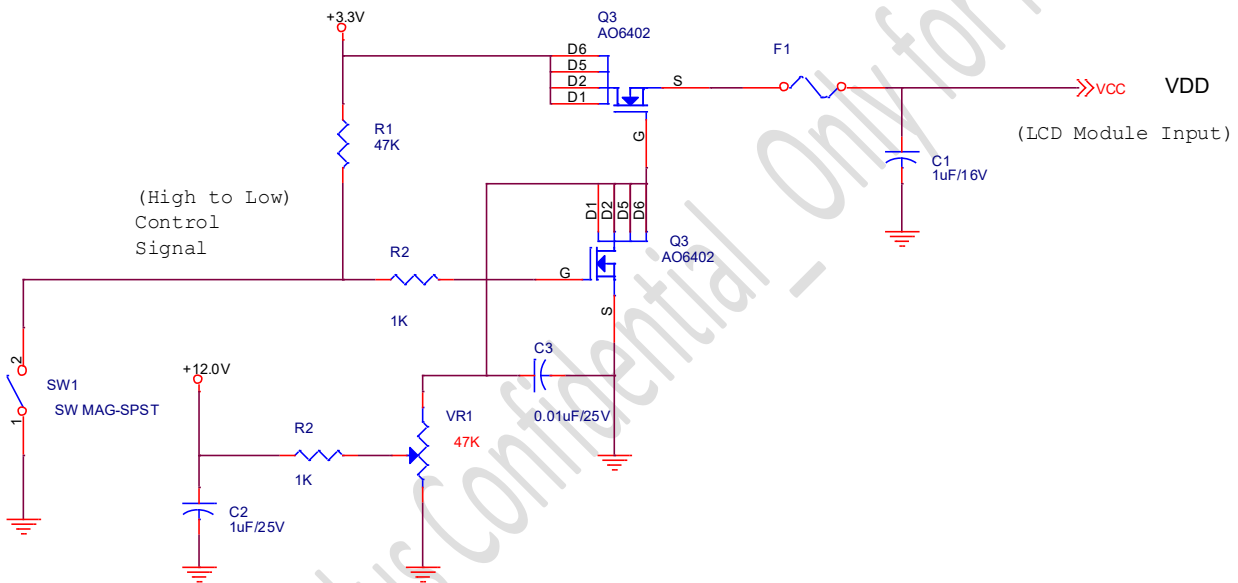 +3.3V
Q3
AO6402
D6
D5
D2
D1
S
G
F1
VCC
VDD
(LCD Module Input)
C1
1uF/16V
R1
47K
(High to Low)
Control
Signal
R2
1K
G
D1
D2
D5
D6
Q3
AO6402
S
2
SW1
SW MAG-SPST
1
+12.0V
R2
1K
C2
1uF/25V
VR1
47K
C3
0.01uF/25V
us Confidential _ Only for